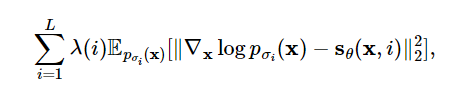 $$\sum_{i=1}^{L} \lambda(i) \mathbb{E}_{p_{\sigma_i}(\mathbf{x})}[\|\nabla_{\mathbf{x}} \log p_{\sigma_i}(\mathbf{x}) - \mathbf{s}_\theta(\mathbf{x}, i)\|_2^2],$$